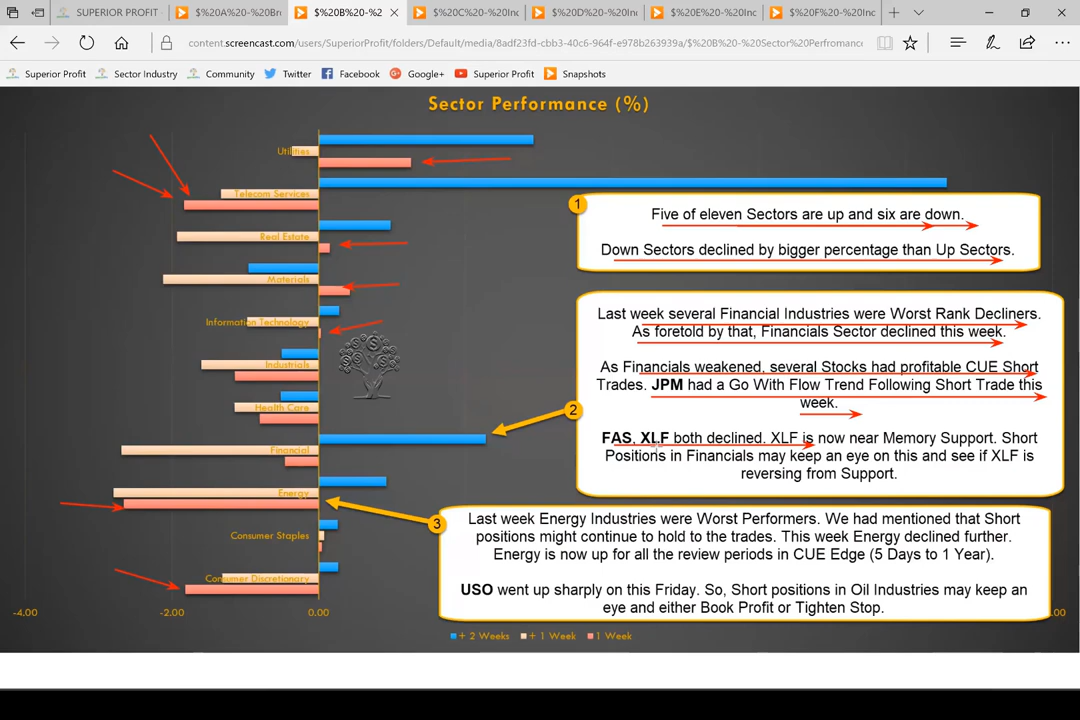 SUPERIOR PROFIT
$%20A%20-%20Br
$%20B%20-%2
$%20C%20-%20Inc
$%20D%20-%20Inc
$%20E%20-%20Inc
$%20F%20-%20Inc
content.screencast.com/users/SuperiorProfit/folders/Default/media/8adf23fd-cbb3-40c6-964f-e978b263939a/$%20B%20-%20Sector%20Perfromanc
Superior Profit
Sector Industry
Community
Twitter
Facebook
Google+
Superior Profit
Snapshots
Sector Performance (%)
Utilities
Telecom Services
Real Estate
Materials
Information Technology
Industrials
Health Care
Financial
Energy
Consumer Staples
Consumer Discretionary
1
Five of eleven Sectors are up and six are down.
Down Sectors declined by bigger percentage than Up Sectors.
2
Last week several Financial Industries were Worst Rank Decliners.
As foretold by that, Financials Sector declined this week.
As Financials weakened, several Stocks had profitable CUE Short
Trades. JPM had a Go With Flow Trend Following Short Trade this
week.
FAS, XLF both declined. XLF is now near Memory Support. Short
Positions in Financials may keep an eye on this and see if XLF is
reversing from Support.
3
Last week Energy Industries were Worst Performers. We had mentioned that Short
positions might continue to hold to the trades. This week Energy declined further.
Energy is now up for all the review periods in CUE Edge (5 Days to 1 Year).
USO went up sharply on this Friday. So, Short positions in Oil Industries may keep an
eye and either Book Profit or Tighten Stop.
-4.00
-2.00
0.00
.00
+ 2 Weeks
+ 1 Week
1 Week